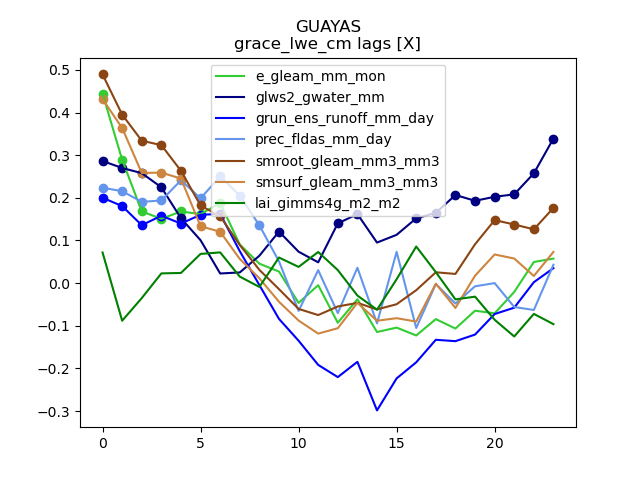 GUAYAS
grace_lwe_cm lags [X]
0.5
0.4
0.3
0.2
0.1
0.0
−0.1
−0.2
−0.3
0
5
10
15
20
e_gleam_mm_mon
glws2_gwater_mm
grun_ens_runoff_mm_day
prec_fldas_mm_day
smroot_gleam_mm3_mm3
smsurf_gleam_mm3_mm3
lai_gimms4g_m2_m2